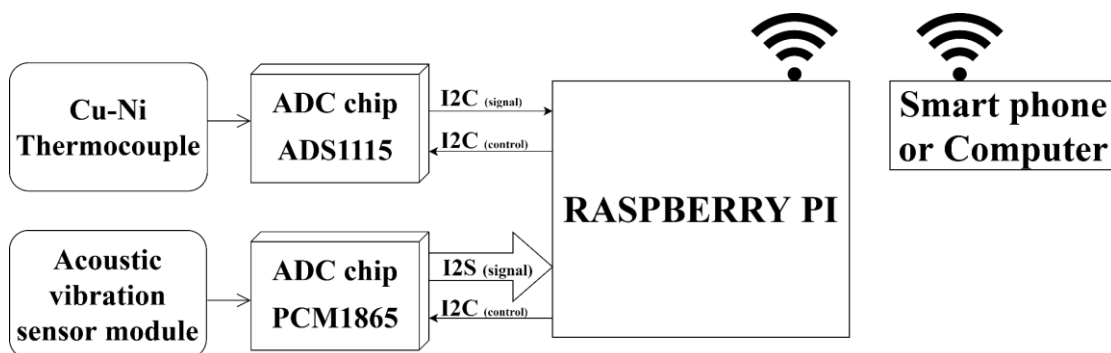 Cu-Ni
Thermocouple
ADC chip
ADS1115
I2C (signal)
I2C (control)
RASPBERRY PI
Smart phone
or Computer
Acoustic
vibration
sensor module
ADC chip
PCM1865
I2S (signal)
I2C (control)